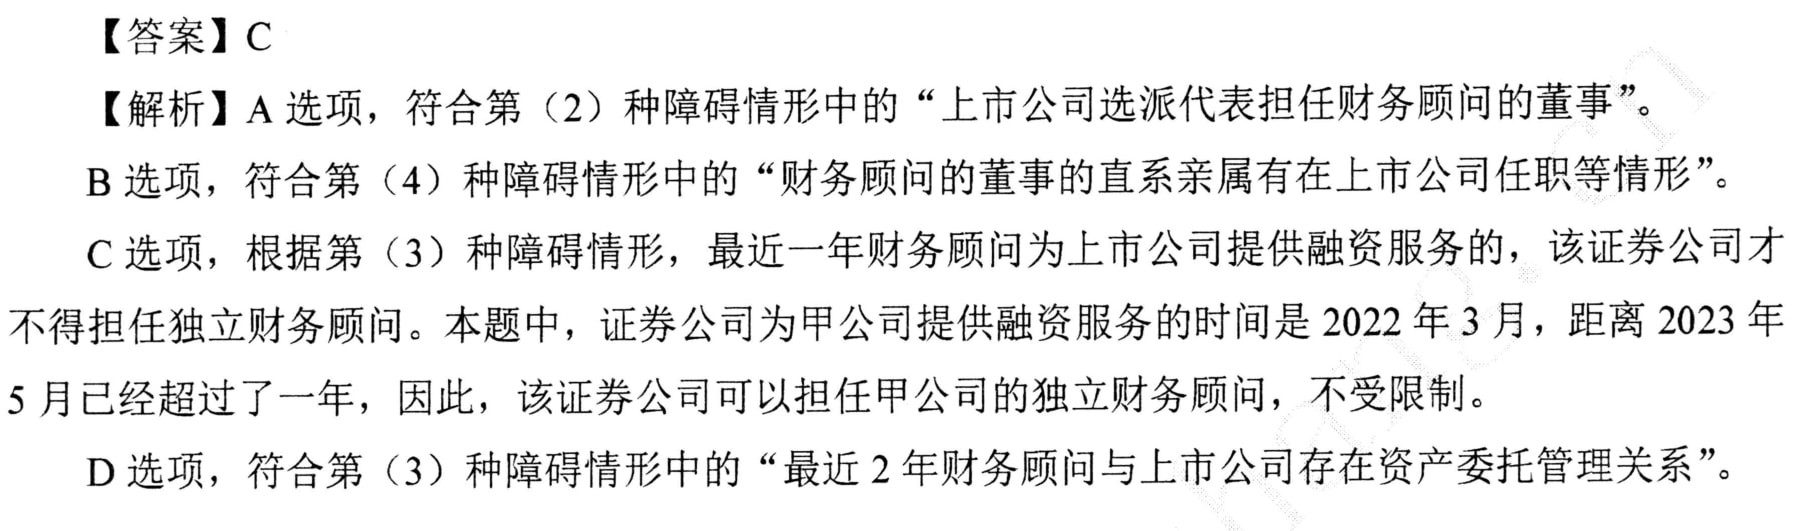 【答案】C
【解析】A 选项，符合第（2）种障碍情形中的“上市公司选派代表担任财务顾问的董事”。
B 选项，符合第（4）种障碍情形中的“财务顾问的董事的直系亲属有在上市公司任职等情形”。
C 选项，根据第（3）种障碍情形，最近一年财务顾问为上市公司提供融资服务的，该证券公司才
不得担任独立财务顾问。本题中，证券公司为甲公司提供融资服务的时间是 2022 年 3 月，距离 2023 年
5 月已经超过了一年，因此，该证券公司可以担任甲公司的独立财务顾问，不受限制。
D 选项，符合第（3）种障碍情形中的“最近 2 年财务顾问与上市公司存在资产委托管理关系”。